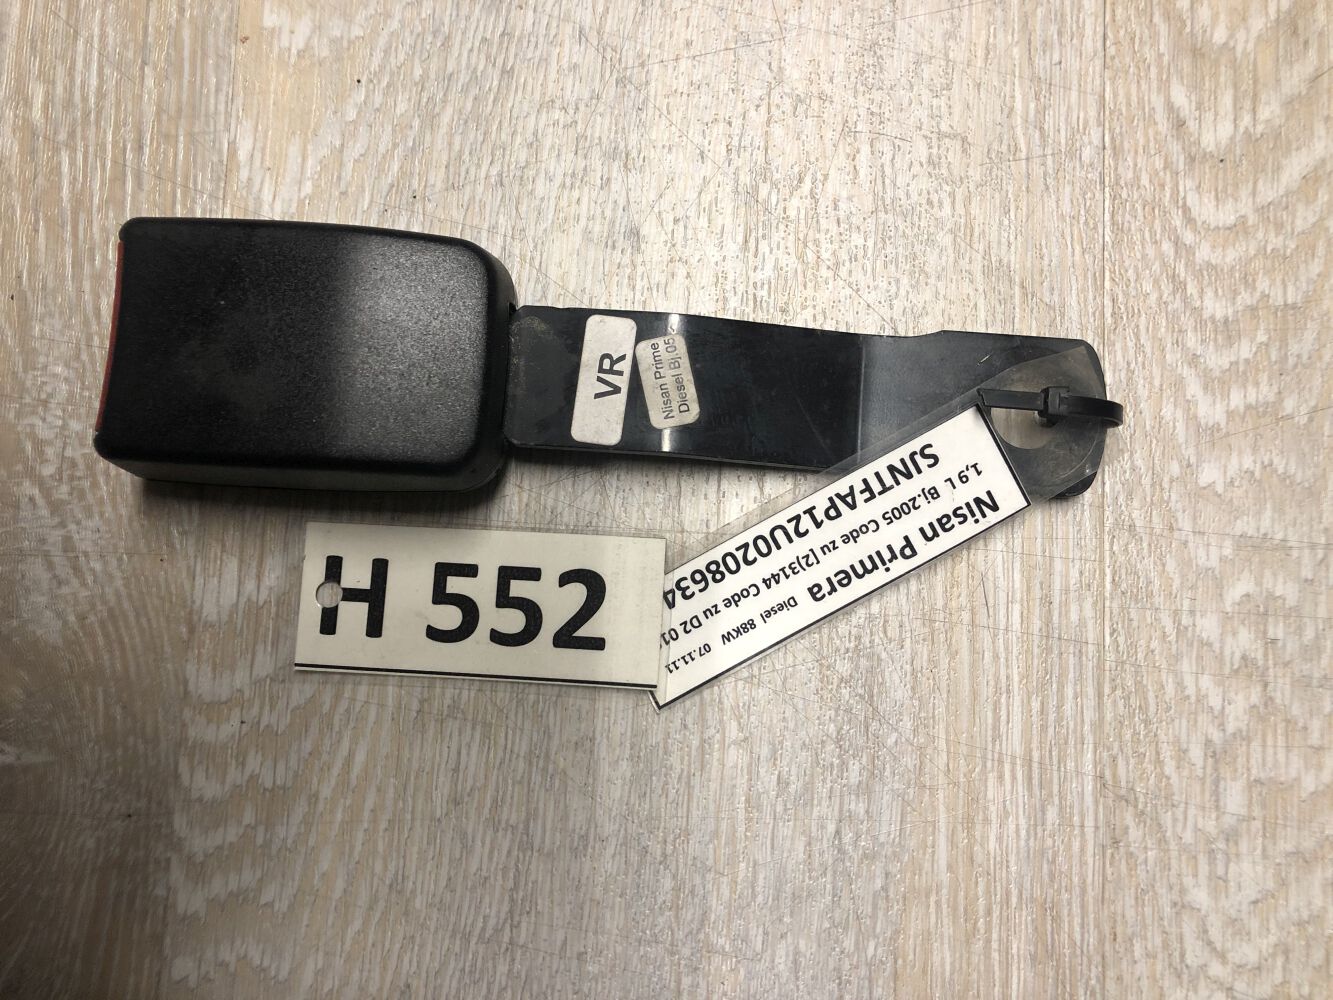 VR
Nisan Prime
Diesel Bj.05
H 552
Nisan Primera Diesel 88KW 07.11.11
1,9 L Bj.2005 Code zu [2)3144 Code zu D2 01
SJNTFAP12U0208634